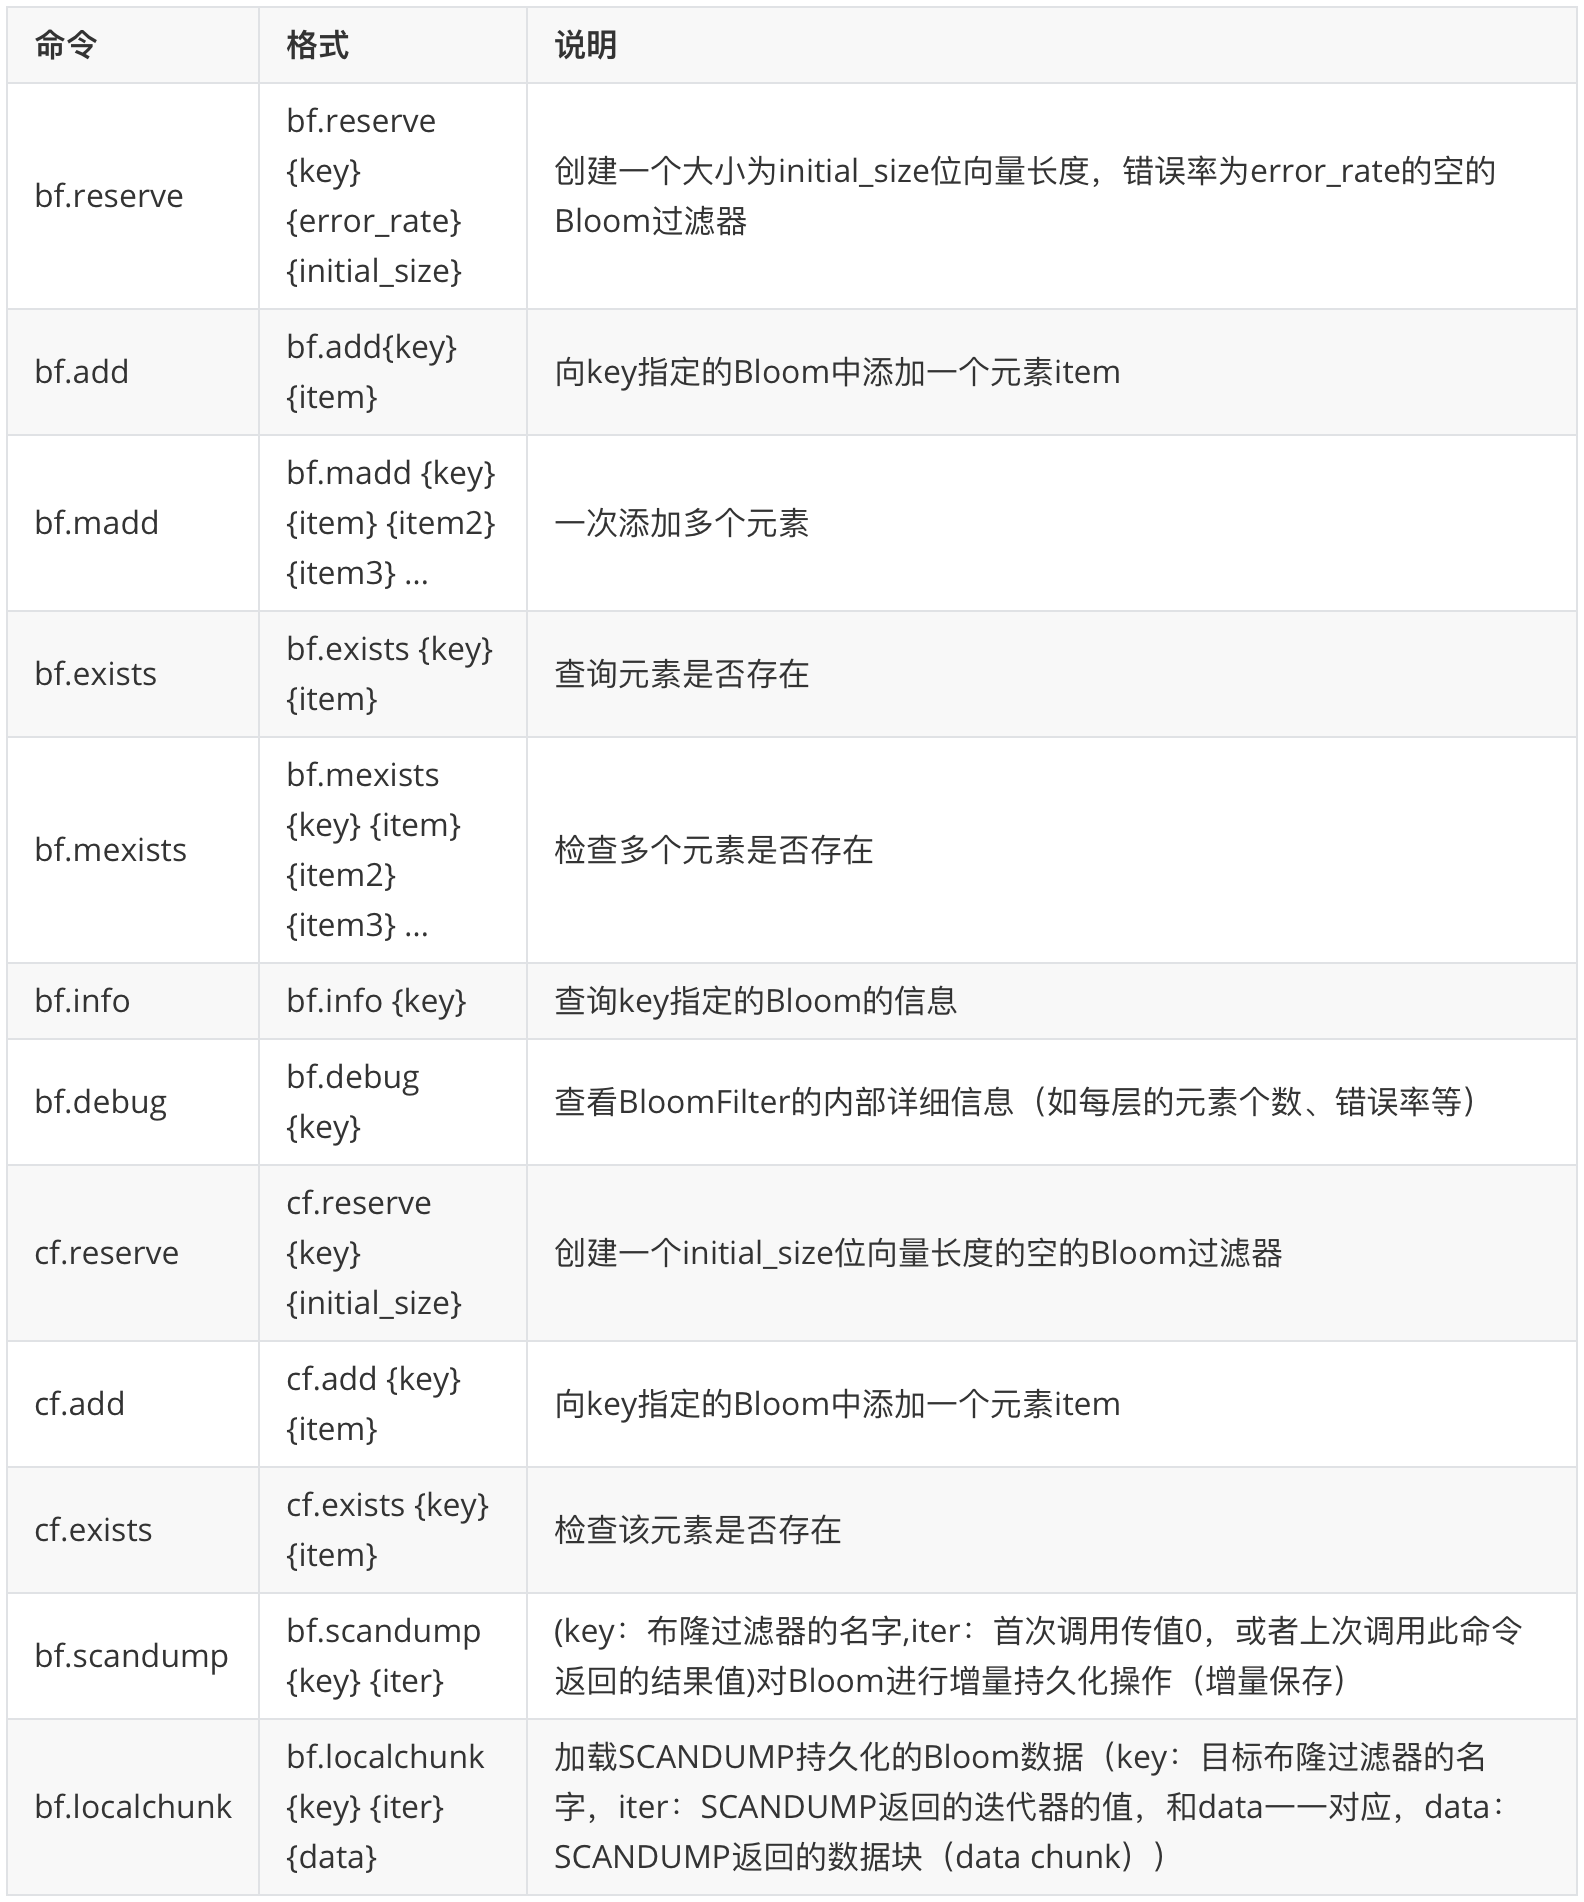 命令
格式
说明
bf.reserve
bf.reserve
{key}
{error_rate}
{initial_size}
创建一个大小为initial_size位向量长度，错误率为error_rate的空的
Bloom过滤器
bf.add
bf.add{key}
{item}
向key指定的Bloom中添加一个元素item
bf.madd
bf.madd {key}
{item} {item2}
{item3} ...
一次添加多个元素
bf.exists
bf.exists {key}
{item}
查询元素是否存在
bf.mexists
bf.mexists
{key} {item}
{item2}
{item3} ...
检查多个元素是否存在
bf.info
bf.info {key}
查询key指定的Bloom的信息
bf.debug
bf.debug
{key}
查看BloomFilter的内部详细信息（如每层的元素个数、错误率等）
cf.reserve
cf.reserve
{key}
{initial_size}
创建一个initial_size位向量长度的空的Bloom过滤器
cf.add
cf.add {key}
{item}
向key指定的Bloom中添加一个元素item
cf.exists
cf.exists {key}
{item}
检查该元素是否存在
bf.scandump
bf.scandump
{key} {iter}
(key：布隆过滤器的名字,iter：首次调用传值0，或者上次调用此命令
返回的结果值)对Bloom进行增量持久化操作（增量保存）
bf.localchunk
bf.localchunk
{key} {iter}
{data}
加载SCANDUMP持久化的Bloom数据（key：目标布隆过滤器的名
字，iter：SCANDUMP返回的迭代器的值，和data一一对应，data：
SCANDUMP返回的数据块（data chunk））